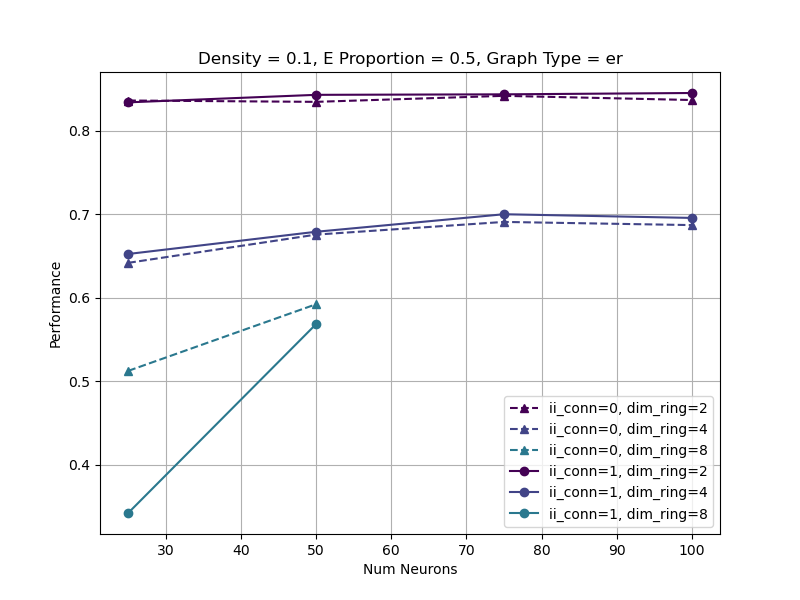 Density = 0.1, E Proportion = 0.5, Graph Type = er
Performance
0.8
0.7
0.6
0.5
0.4
ii_conn=0, dim_ring=2
ii_conn=0, dim_ring=4
ii_conn=0, dim_ring=8
ii_conn=1, dim_ring=2
ii_conn=1, dim_ring=4
ii_conn=1, dim_ring=8
30 40 50 60 70 80 90 100
Num Neurons